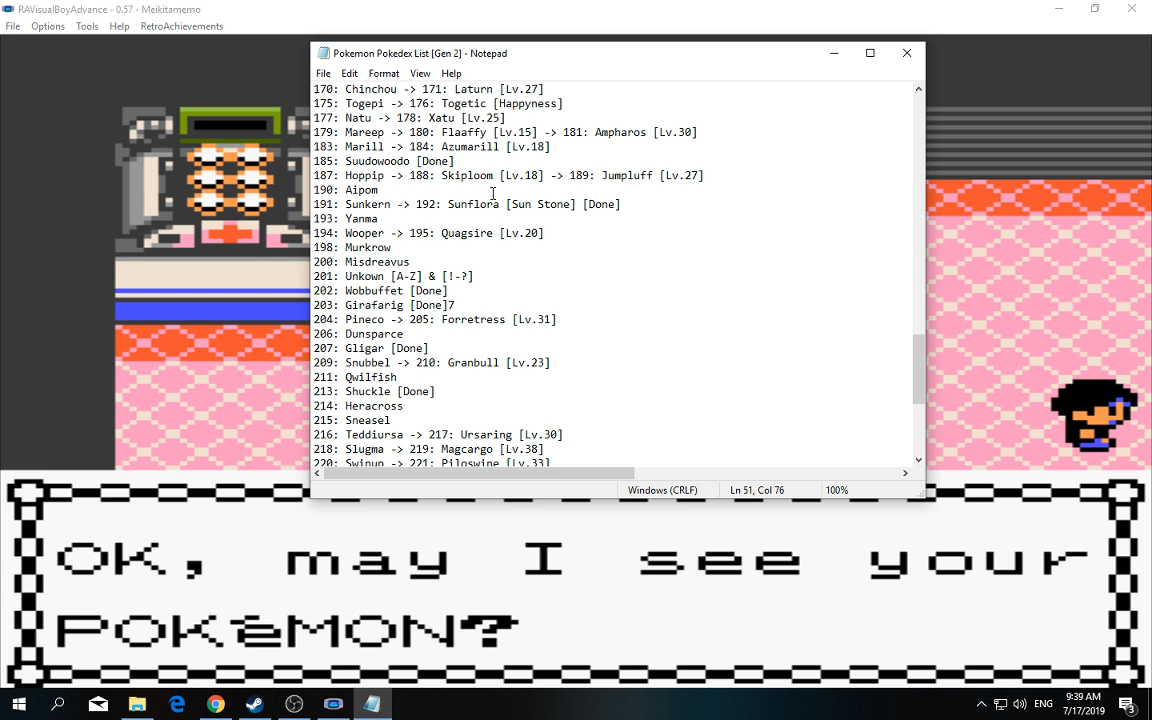 RAVisualBoyAdvance - 0.57 - Meikitamemo
File Options Tools Help RetroAchievements
Pokemon Pokedex List [Gen 2] - Notepad
File Edit Format View Help
170: Chinchou -> 171: Laturn [Lv.27]
175: Togepi -> 176: Togetic [Happyness]
177: Natu -> 178: Xatu [Lv.25]
179: Mareep -> 180: Flaaffy [Lv.15] -> 181: Ampharos [Lv.30]
183: Marill -> 184: Azumarill [Lv.18]
185: Suudowoodo [Done]
187: Hoppip -> 188: Skiploom [Lv.18] -> 189: Jumpluff [Lv.27]
190: Aipom
191: Sunkern -> 192: Sunflora [Sun Stone] [Done]
193: Yanma
194: Wooper -> 195: Quagsire [Lv.20]
198: Murkrow
200: Misdreavus
201: Unkown [A-Z] & [!-?]
202: Wobbuffet [Done]
203: Girafarig [Done]7
204: Pineco -> 205: Forretress [Lv.31]
206: Dunsparce
207: Gligar [Done]
209: Snubbel -> 210: Granbull [Lv.23]
211: Qwilfish
213: Shuckle [Done]
214: Heracross
215: Sneasel
216: Teddiursa -> 217: Ursaring [Lv.30]
218: Slugma -> 219: Magcargo [Lv.38]
220: Swinup -> 221: Piloswine [Lv.33]
Windows (CRLF) Ln 51, Col 76 100%
OK, may I see your
POKéMON?
ENG
9:39 AM
7/17/2019
3